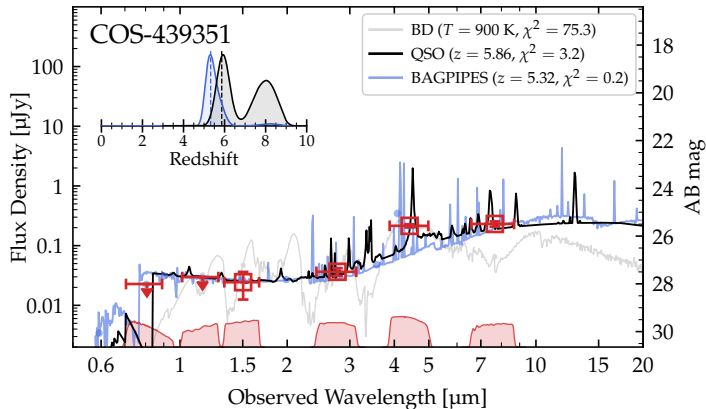 COS-439351
BD (T = 900 K, χ² = 75.3)
QSO (z = 5.86, χ² = 3.2)
BAGPIPES (z = 5.32, χ² = 0.2)
100
10
1
0.1
0.01
Flux Density [µJy]
18
20
22
24
26
28
30
AB mag
0 2 4 6 8 10
Redshift
0.6 1 1.5 2 3 4 5 10 15 20
Observed Wavelength [µm]